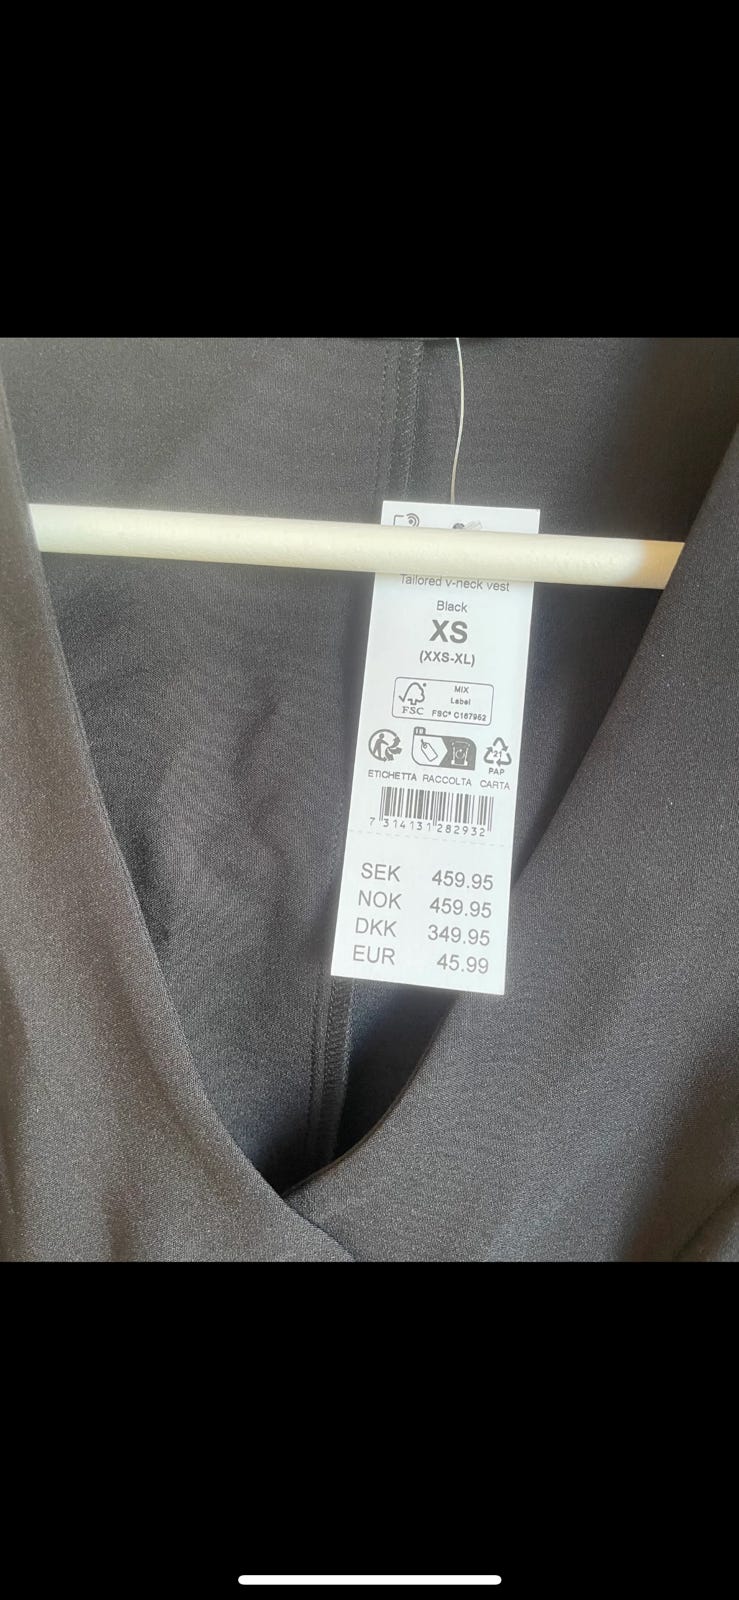 Tailored v-neck vest
Black
XS
(XXS-XL)
FSC
MIX
Label
FSC® C167952
FR
21
PAP
ETICHETTA RACCOLTA CARTA
7 314131 282932
SEK 459.95
NOK 459.95
DKK 349.95
EUR 45.99